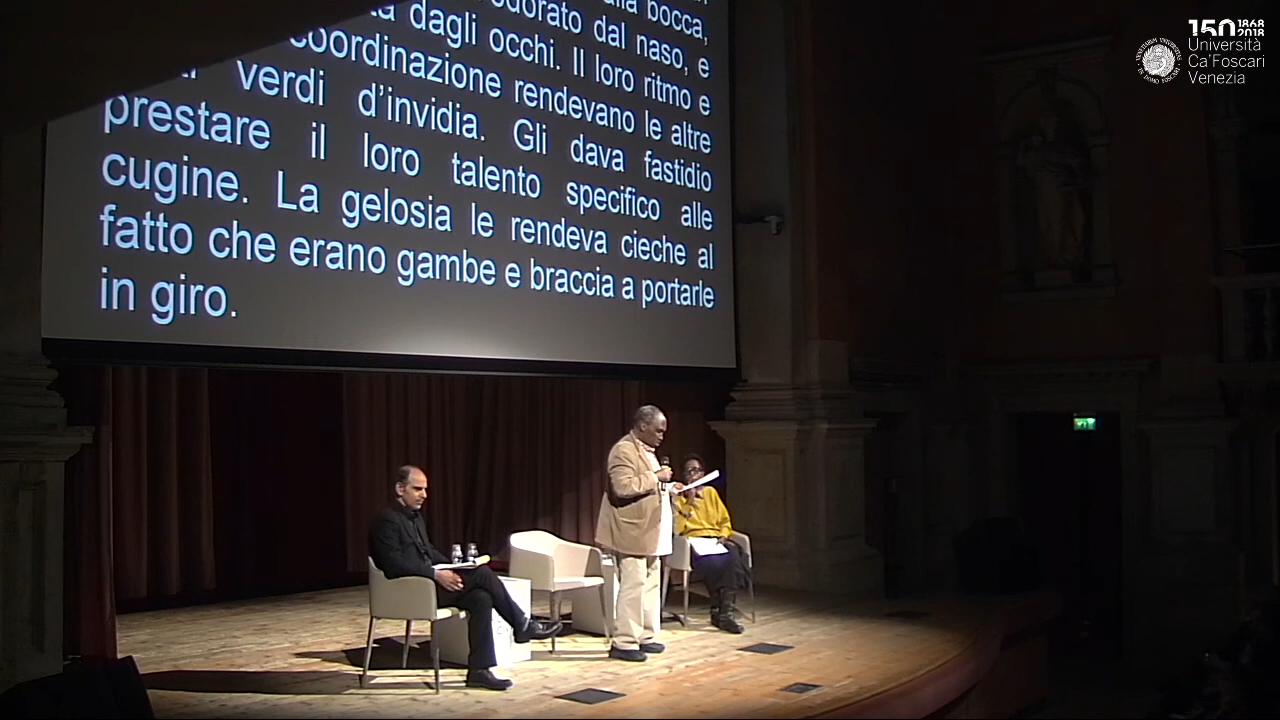 alla bocca,
dagli occhi. Il loro ritmo e
coordinazione rendevano le altre
verdi d’invidia. Gli dava fastidio
prestare il loro talento specifico alle
cugine. La gelosia le rendeva cieche al
fatto che erano gambe e braccia a portarle
in giro.
150 1868
2018
Università
Ca’Foscari
Venezia